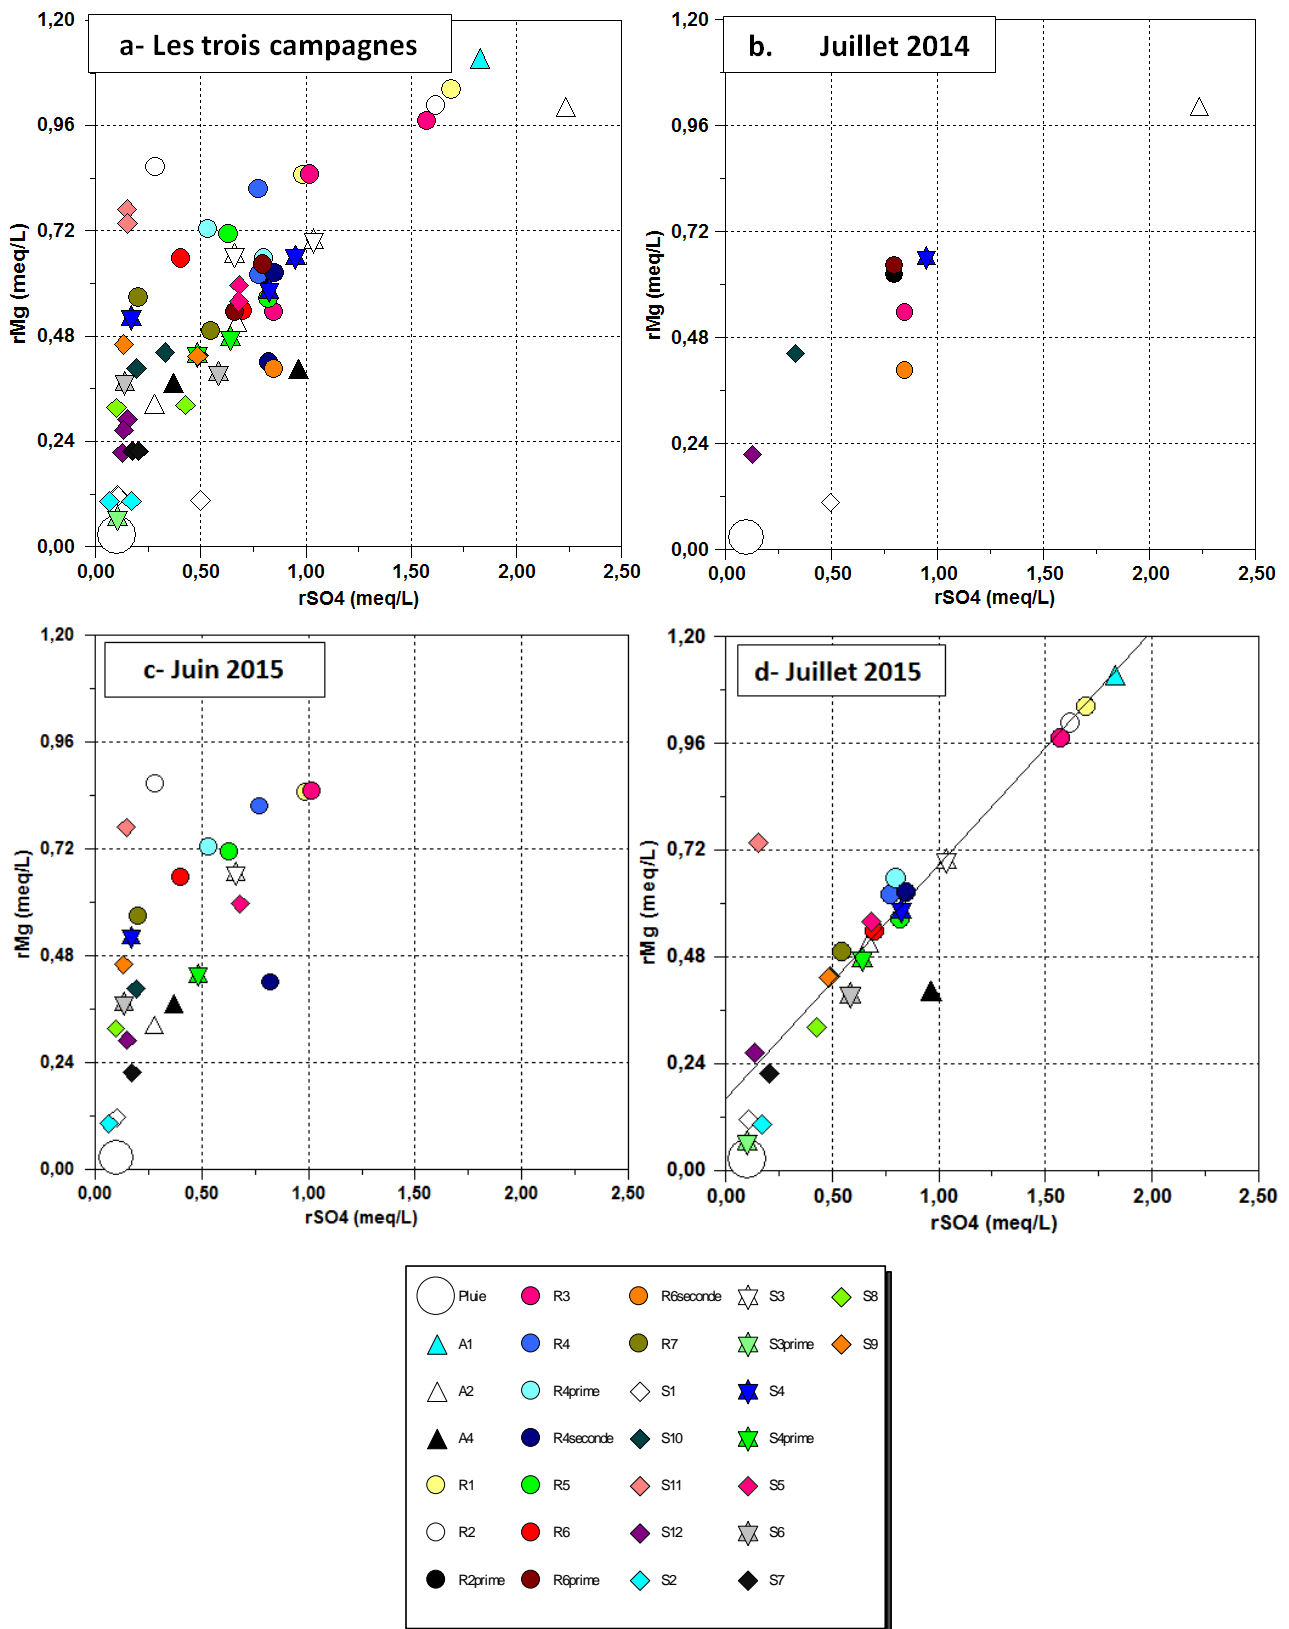 a- Les trois campagnes
1,20
0,96
0,72
0,48
0,24
0,00
rMg (meq/L)
0,00 0,50 1,00 1,50 2,00 2,50
rSO4 (meq/L)
b. Juillet 2014
1,20
0,96
0,72
0,48
0,24
0,00
rMg (meq/L)
0,00 0,50 1,00 1,50 2,00 2,50
rSO4 (meq/L)
c- Juin 2015
1,20
0,96
0,72
0,48
0,24
0,00
rMg (meq/L)
0,00 0,50 1,00 1,50 2,00 2,50
rSO4 (meq/L)
d- Juillet 2015
1,20
0,96
0,72
0,48
0,24
0,00
rMg (meq/L)
0,00 0,50 1,00 1,50 2,00 2,50
rSO4 (meq/L)
Pluie R3 R6seconde S3 S8
A1 R4 R7 S3prime S9
A2 R4prime S1 S4
A4 R4seconde S10 S4prime
R1 R5 S11 S5
R2 R6 S12 S6
R2prime R6prime S2 S7